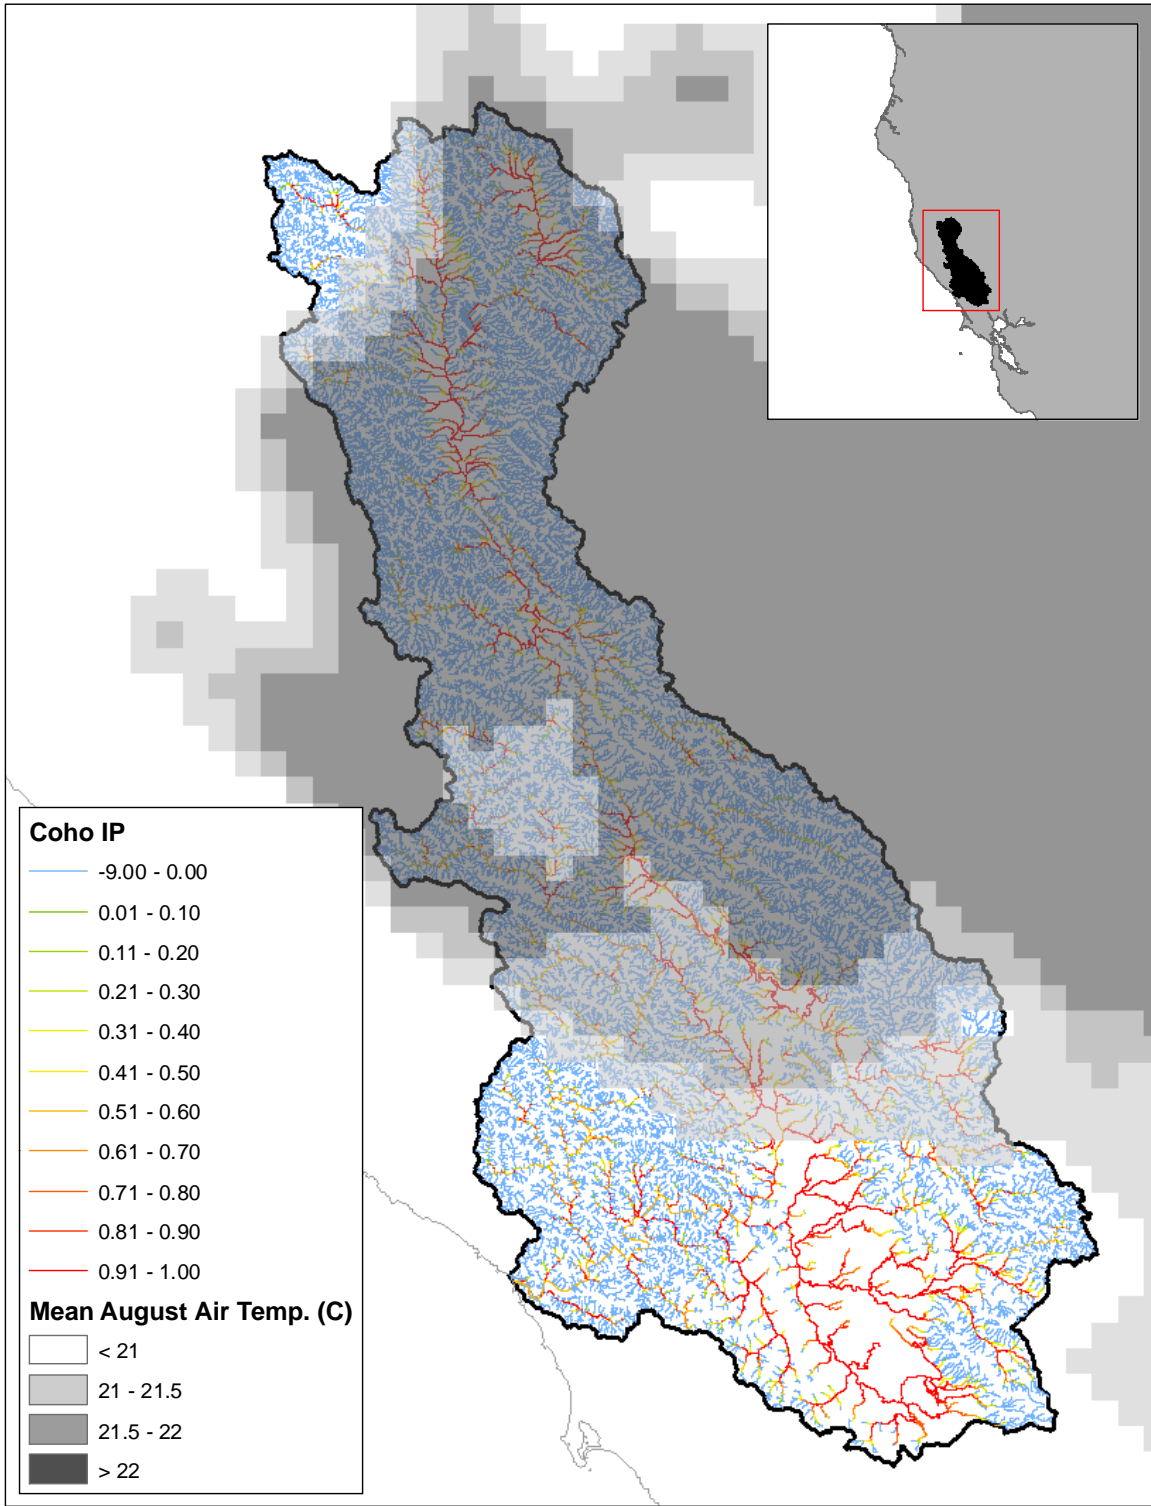 Coho IP
-9.00 - 0.00
0.01 - 0.10
0.11 - 0.20
0.21 - 0.30
0.31 - 0.40
0.41 - 0.50
0.51 - 0.60
0.61 - 0.70
0.71 - 0.80
0.81 - 0.90
0.91 - 1.00
Mean August Air Temp. (C)
< 21
21 - 21.5
21.5 - 22
> 22